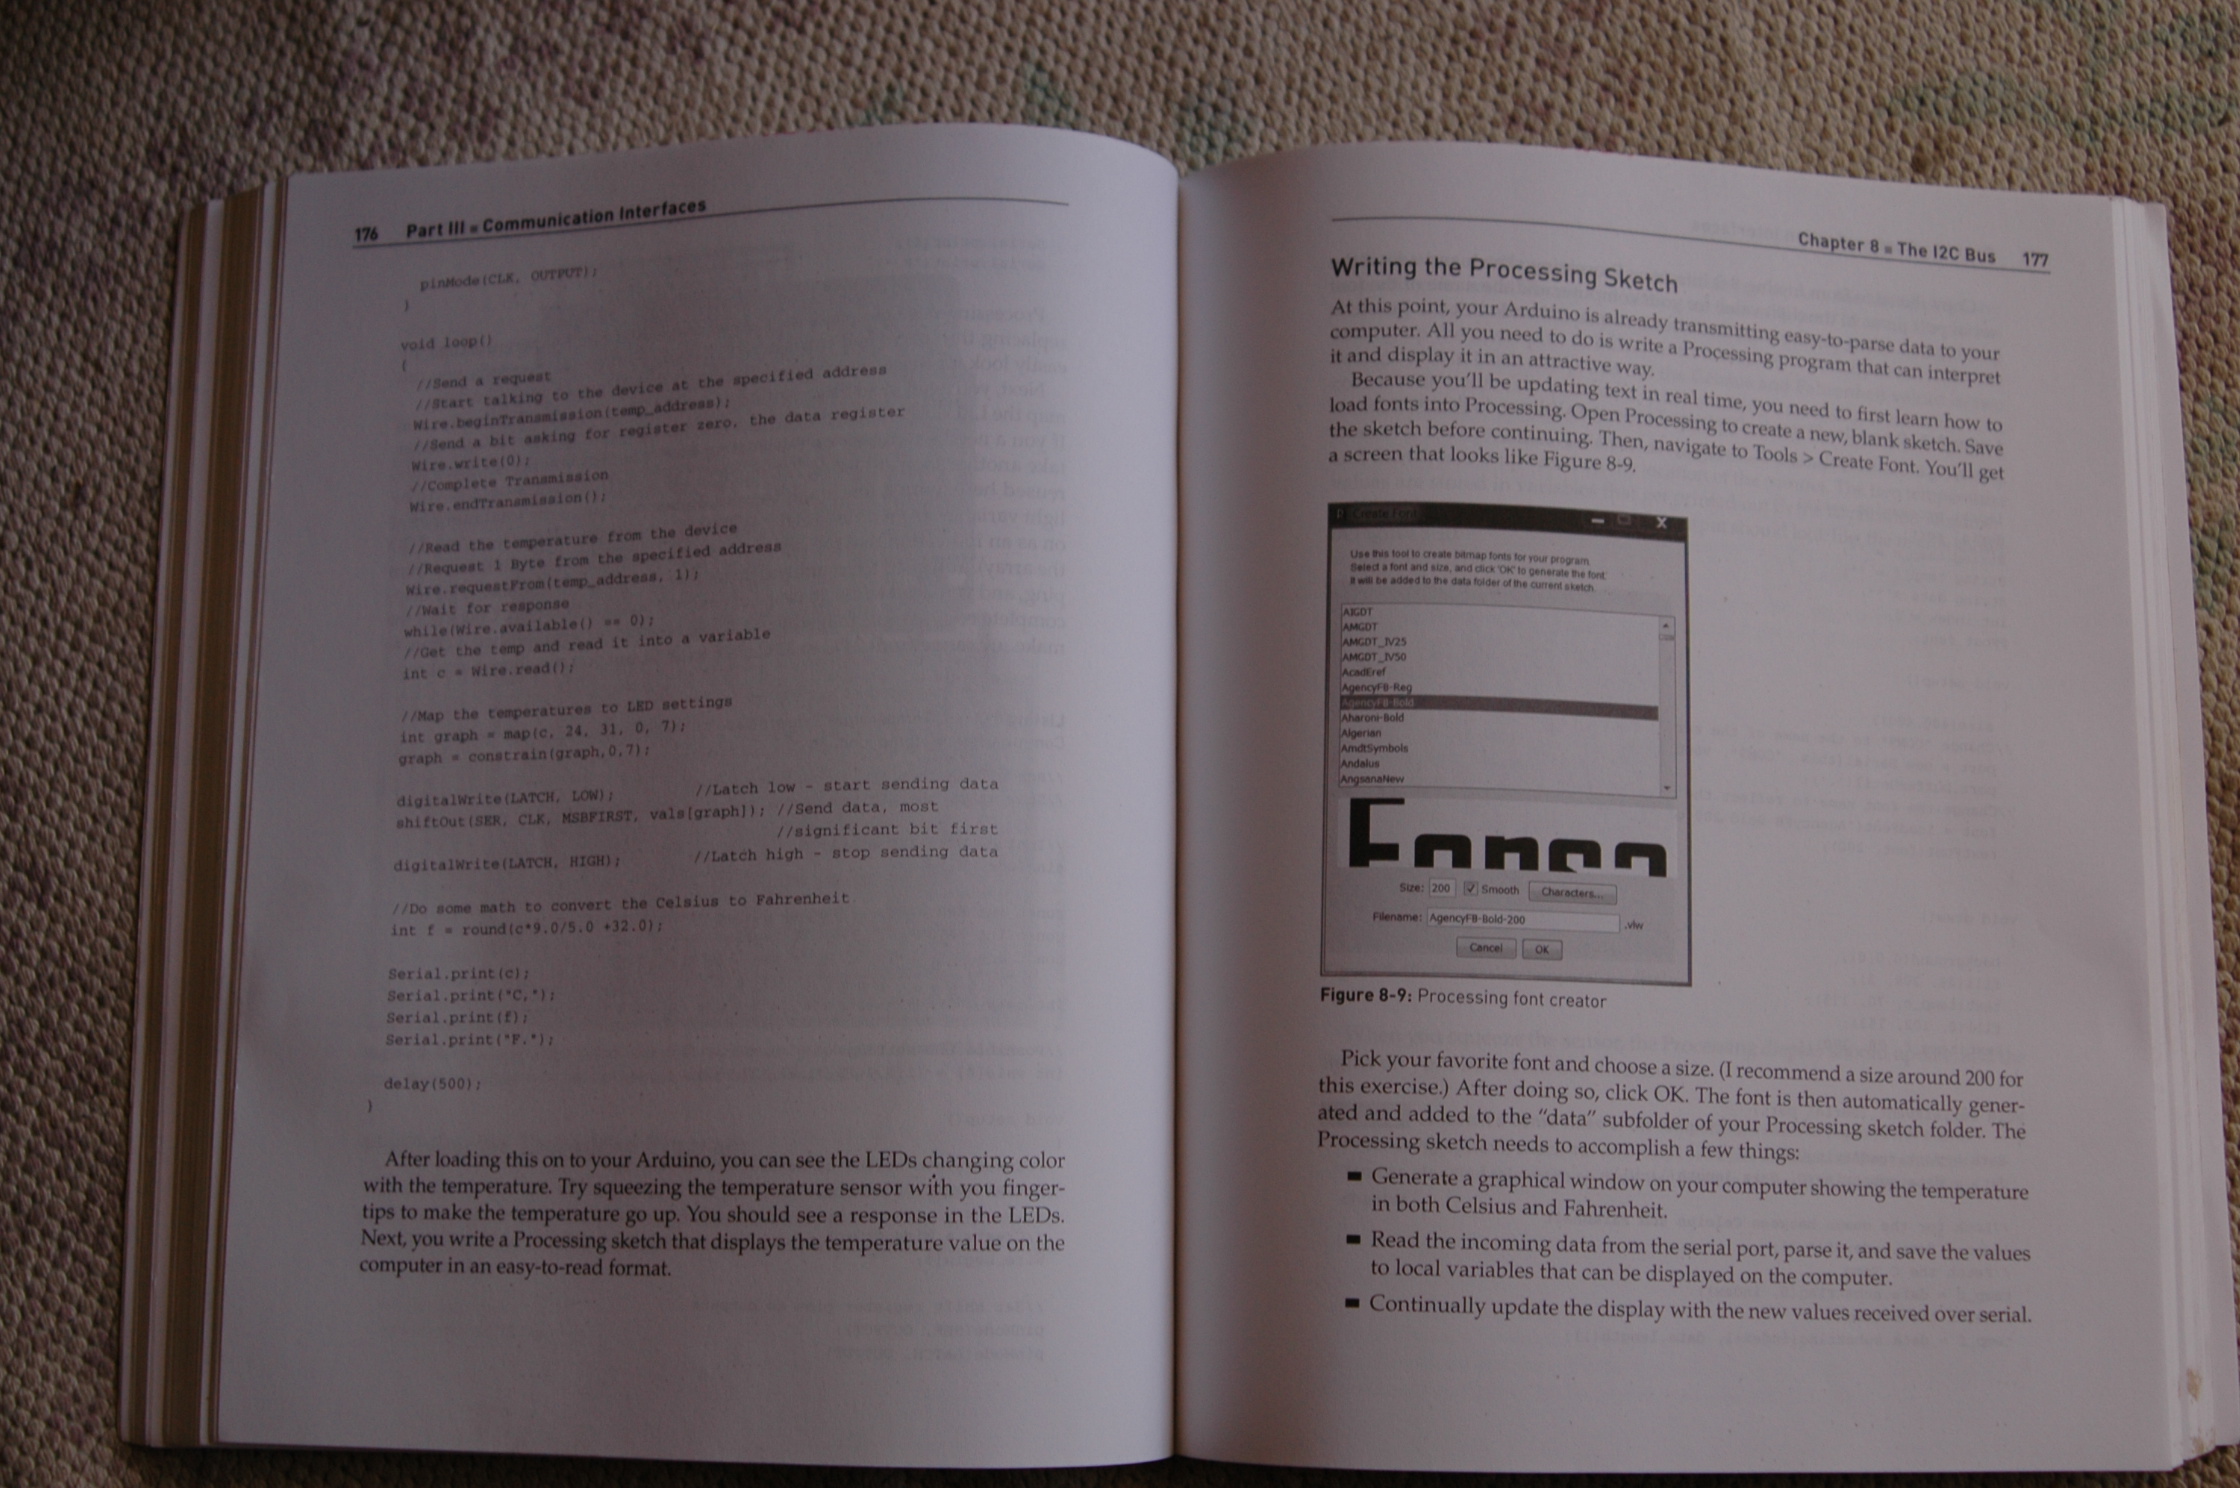 176 Part III ■ Communication Interfaces
pinMode(CLK, OUTPUT);
}
void loop()
{
//Send a request
//Start talking to the device at the specified address
Wire.beginTransmission(temp_address);
//Send a bit asking for register zero, the data register
Wire.write(0);
//Complete Transmission
Wire.endTransmission();
//Read the temperature from the device
//Request 1 Byte from the specified address
Wire.requestFrom(temp_address, 1);
//Wait for response
while(Wire.available() == 0);
//Get the temp and read it into a variable
int c = Wire.read();
//Map the temperatures to LED settings
int graph = map(c, 24, 31, 0, 7);
graph = constrain(graph,0,7);
digitalWrite(LATCH, LOW); //Latch low - start sending data
shiftOut(SER, CLK, MSBFIRST, vals[graph]); //Send data, most
//significant bit first
digitalWrite(LATCH, HIGH); //Latch high - stop sending data
//Do some math to convert the Celsius to Fahrenheit
int f = round(c*9.0/5.0 +32.0);
Serial.print(c);
Serial.print("C,");
Serial.print(f);
Serial.print("F.");
delay(500);
}
After loading this on to your Arduino, you can see the LEDs changing color
with the temperature. Try squeezing the temperature sensor with you finger-
tips to make the temperature go up. You should see a response in the LEDs.
Next, you write a Processing sketch that displays the temperature value on the
computer in an easy-to-read format.
Chapter 8 ■ The I2C Bus 177
Writing the Processing Sketch
At this point, your Arduino is already transmitting easy-to-parse data to your
computer. All you need to do is write a Processing program that can interpret
it and display it in an attractive way.
Because you'll be updating text in real time, you need to first learn how to
load fonts into Processing. Open Processing to create a new, blank sketch. Save
the sketch before continuing. Then, navigate to Tools > Create Font. You'll get
a screen that looks like Figure 8-9.
Create Font
Use this tool to create bitmap fonts for your program.
Select a font and size, and click 'OK' to generate the font.
It will be added to the data folder of the current sketch.
AIGDT
AMGDT
AMGDT_IV25
AMGDT_IV50
AcadEref
AgencyFB-Reg
AgencyFB-Bold
Aharoni-Bold
Algerian
AmdtSymbols
Andalus
AngsanaNew
Size: 200 Smooth Characters...
Filename: AgencyFB-Bold-200 .vlw
Cancel OK
Figure 8-9: Processing font creator
Pick your favorite font and choose a size. (I recommend a size around 200 for
this exercise.) After doing so, click OK. The font is then automatically gener-
ated and added to the "data" subfolder of your Processing sketch folder. The
Processing sketch needs to accomplish a few things:
■ Generate a graphical window on your computer showing the temperature
in both Celsius and Fahrenheit.
■ Read the incoming data from the serial port, parse it, and save the values
to local variables that can be displayed on the computer.
■ Continually update the display with the new values received over serial.